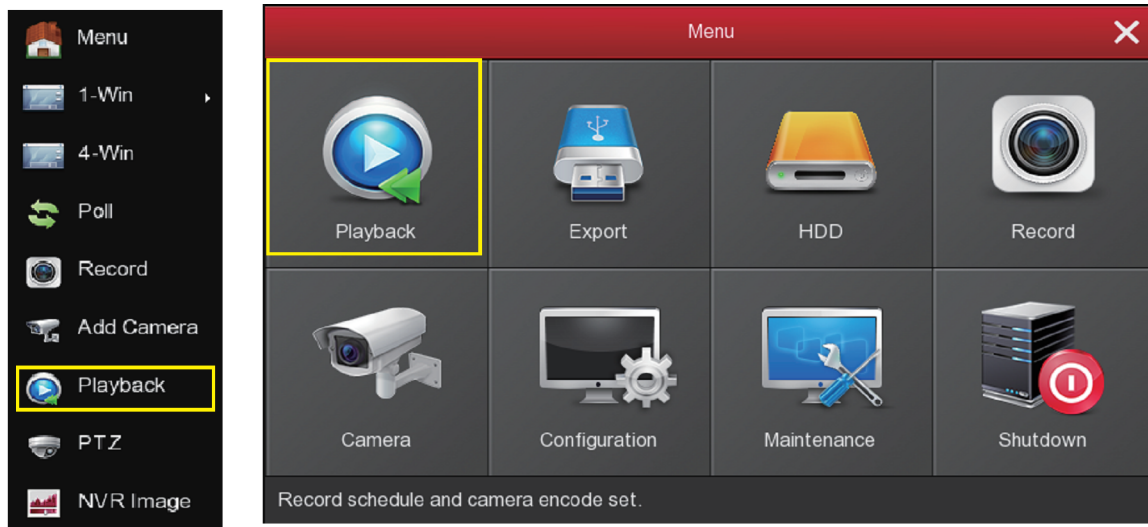 Menu
1-Win
4-Win
Poll
Record
Add Camera
Playback
PTZ
NVR Image
Menu
Playback
Export
HDD
Record
Camera
Configuration
Maintenance
Shutdown
Record schedule and camera encode set.